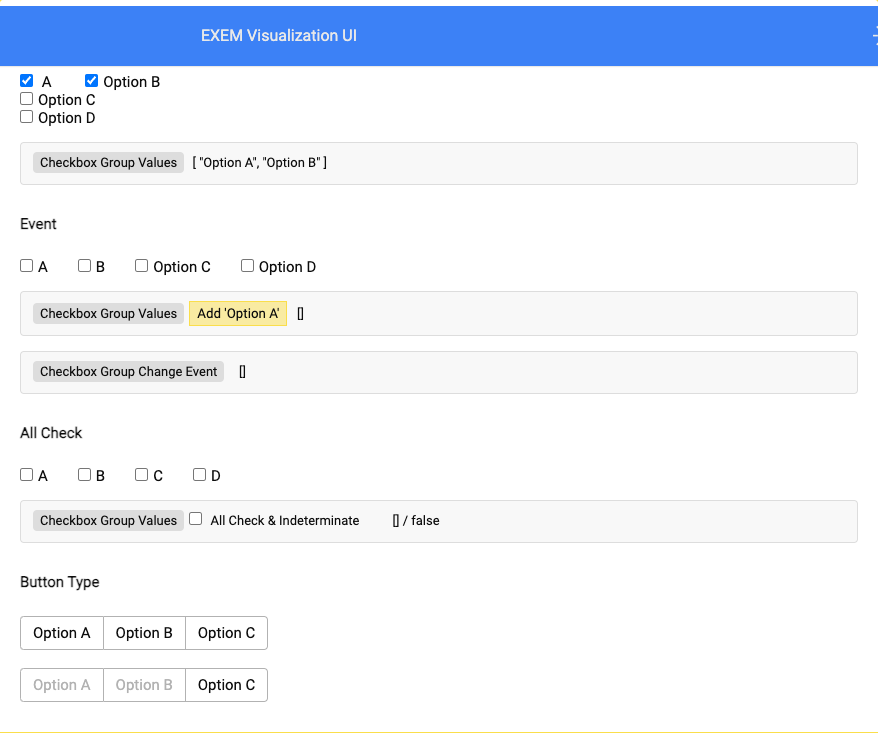 EXEM Visualization UI
A Option B
Option C
Option D
Checkbox Group Values [ "Option A", "Option B" ]
Event
A B Option C Option D
Checkbox Group Values Add 'Option A' []
Checkbox Group Change Event []
All Check
A B C D
Checkbox Group Values All Check & Indeterminate [] / false
Button Type
Option A Option B Option C
Option A Option B Option C